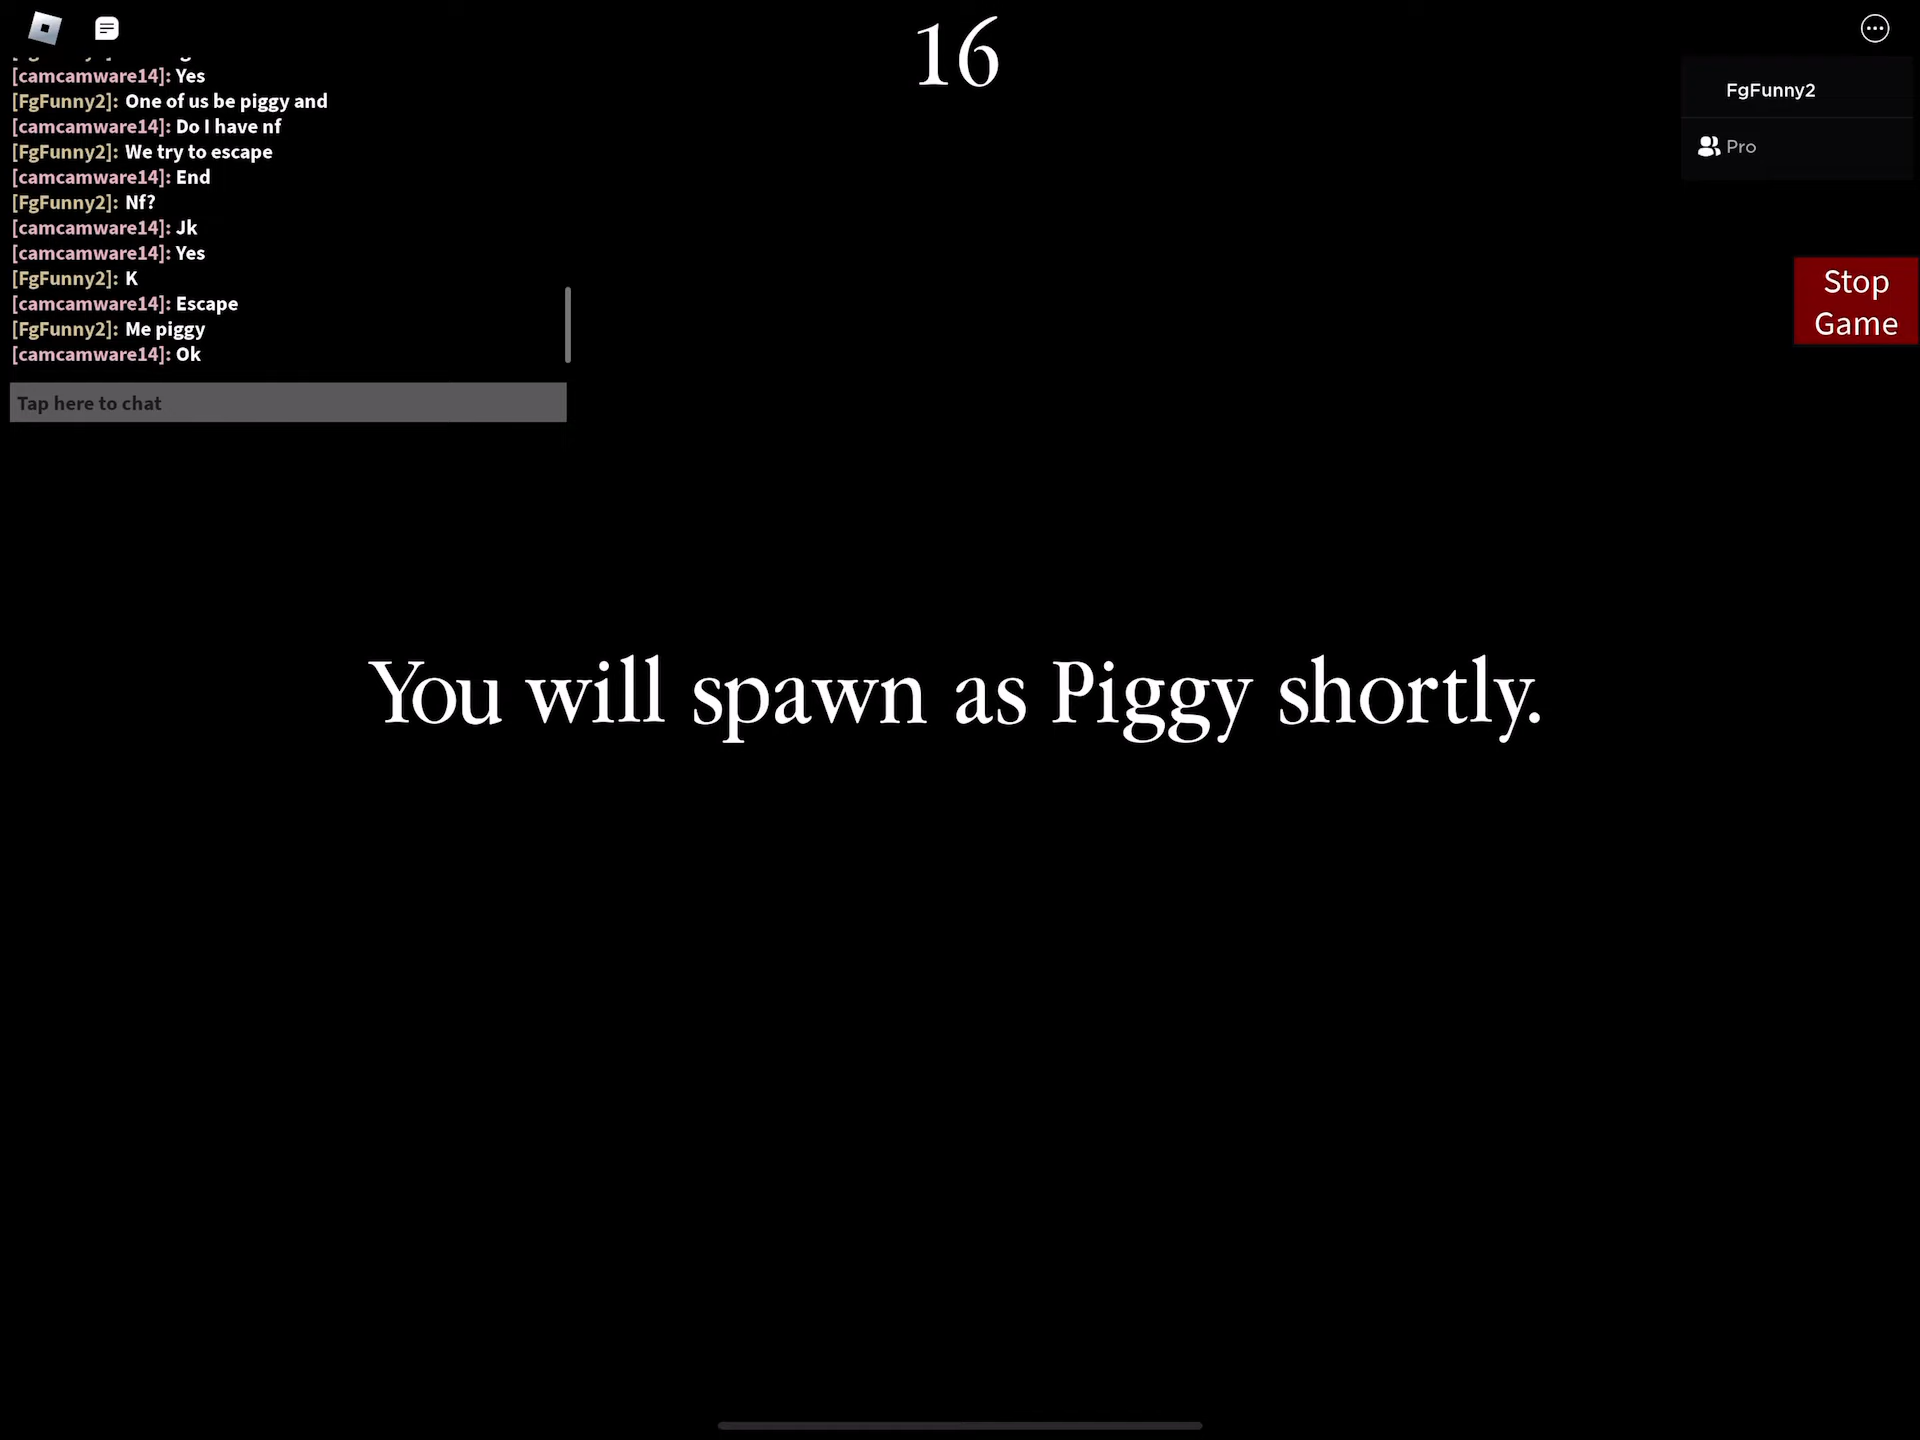 16
[camcamware14]: Yes
[FgFunny2]: One of us be piggy and
[camcamware14]: Do I have nf
[FgFunny2]: We try to escape
[camcamware14]: End
[FgFunny2]: Nf?
[camcamware14]: Jk
[camcamware14]: Yes
[FgFunny2]: K
[camcamware14]: Escape
[FgFunny2]: Me piggy
[camcamware14]: Ok
Tap here to chat
FgFunny2
Pro
Stop
Game
You will spawn as Piggy shortly.